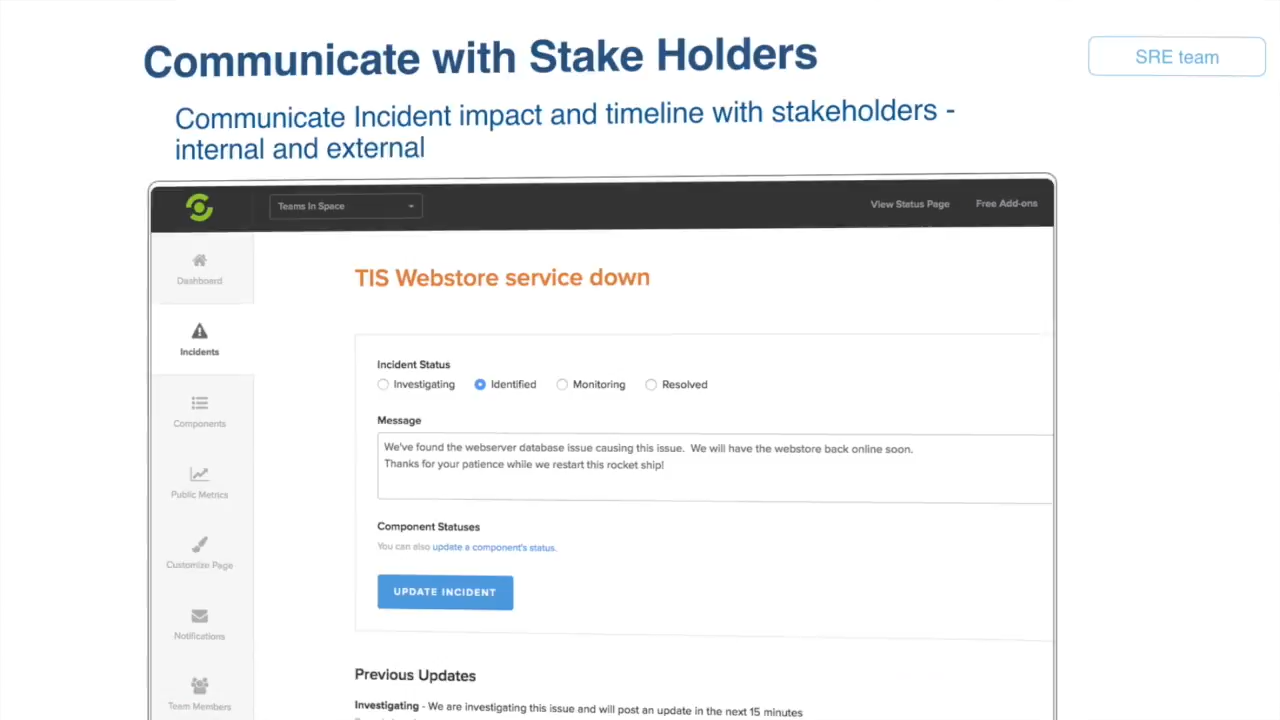 Communicate with Stake Holders
SRE team
Communicate Incident impact and timeline with stakeholders -
internal and external
Teams In Space
View Status Page
Free Add-ons
Dashboard
Incidents
Components
Public Metrics
Customize Page
Notifications
Team Members
TIS Webstore service down
Incident Status
Investigating Identified Monitoring Resolved
Message
We've found the webserver database issue causing this issue. We will have the webstore back online soon.
Thanks for your patience while we restart this rocket ship!
Component Statuses
You can also update a component's status.
UPDATE INCIDENT
Previous Updates
Investigating - We are investigating this issue and will post an update in the next 15 minutes